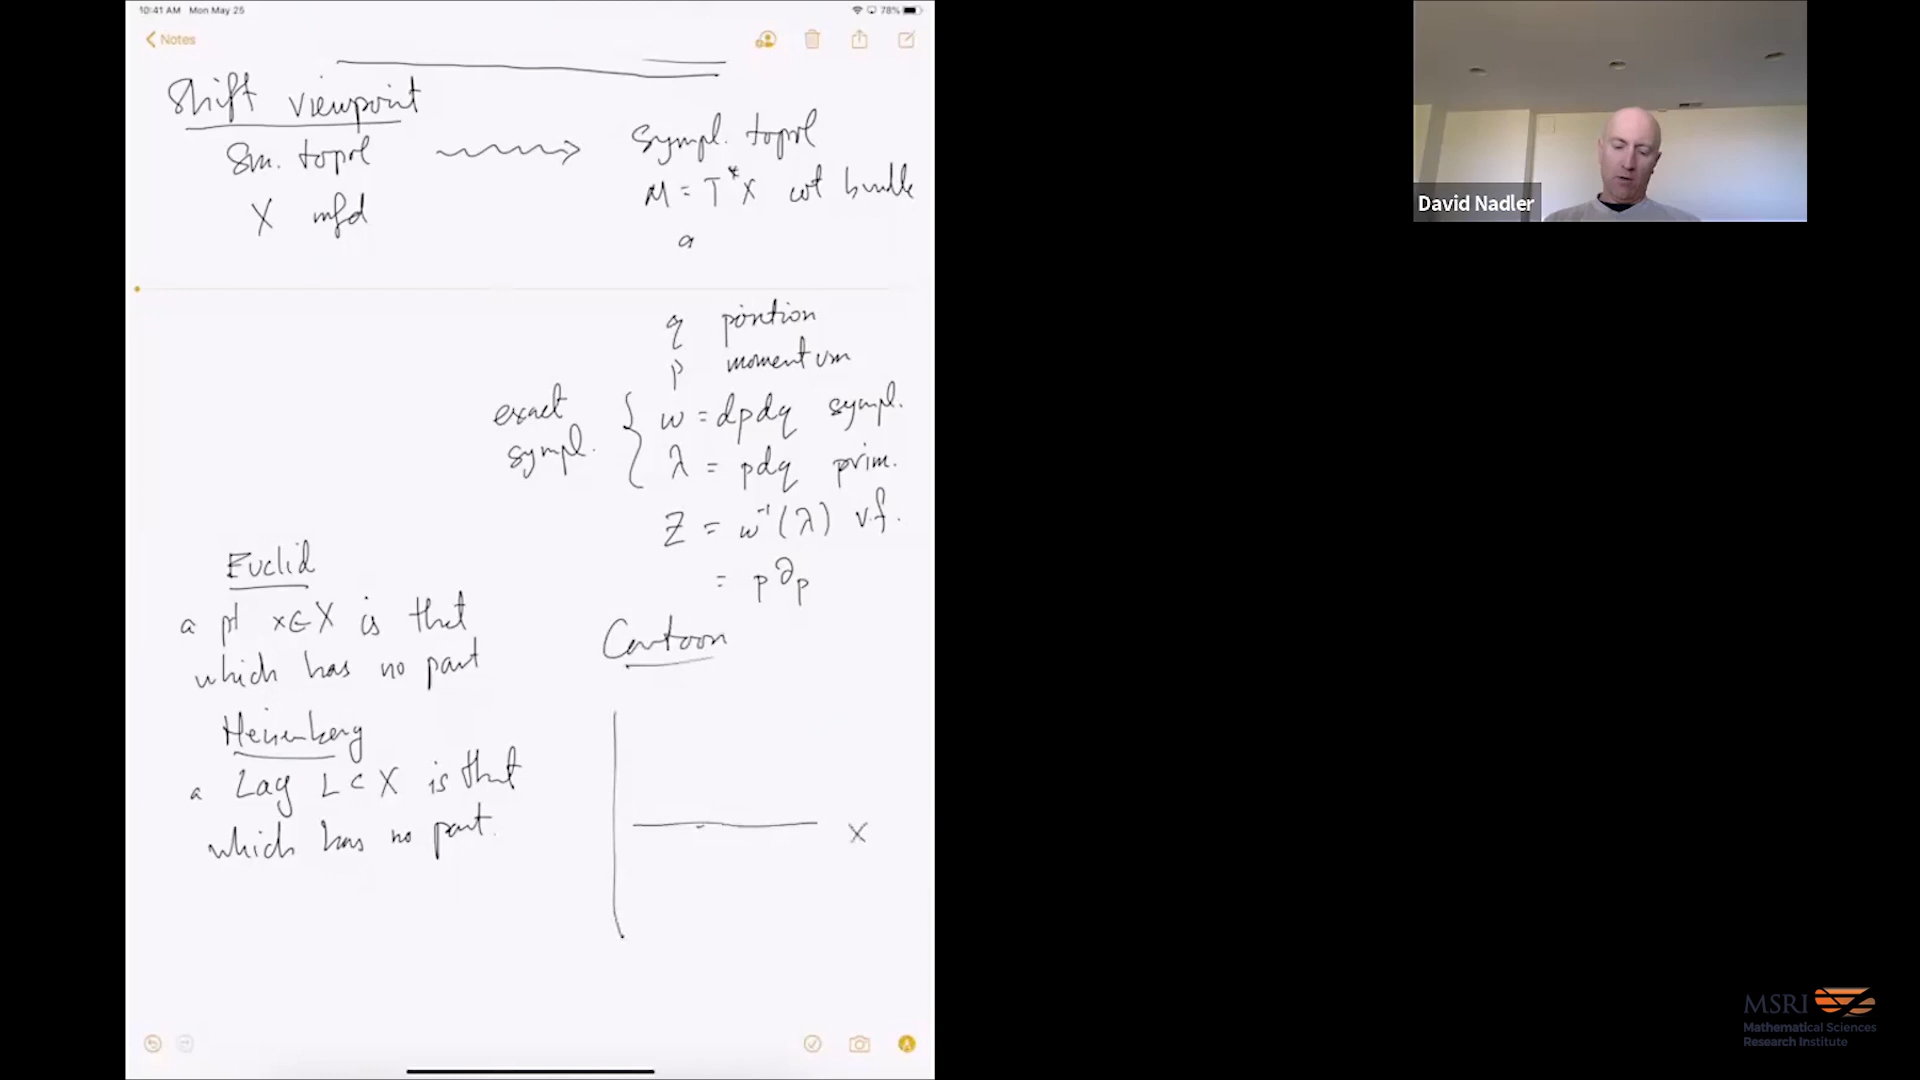 10:41 AM Mon May 25
78%
Notes
Shift viewpoint
Sm. topol
X mfd
Sympl. topol
M = T*X cot bundle
q
q position
p momentum
exact sympl.
ω = dpdq sympl.
λ = pdq prim.
Z = ω⁻¹(λ) v.f.
= p∂p
Euclid
a pt x∈X is that
which has no part
Heisenberg
a Lag L⊂X is that
which has no part.
Cartoon
X
David Nadler
MSRI
Mathematical Sciences
Research Institute